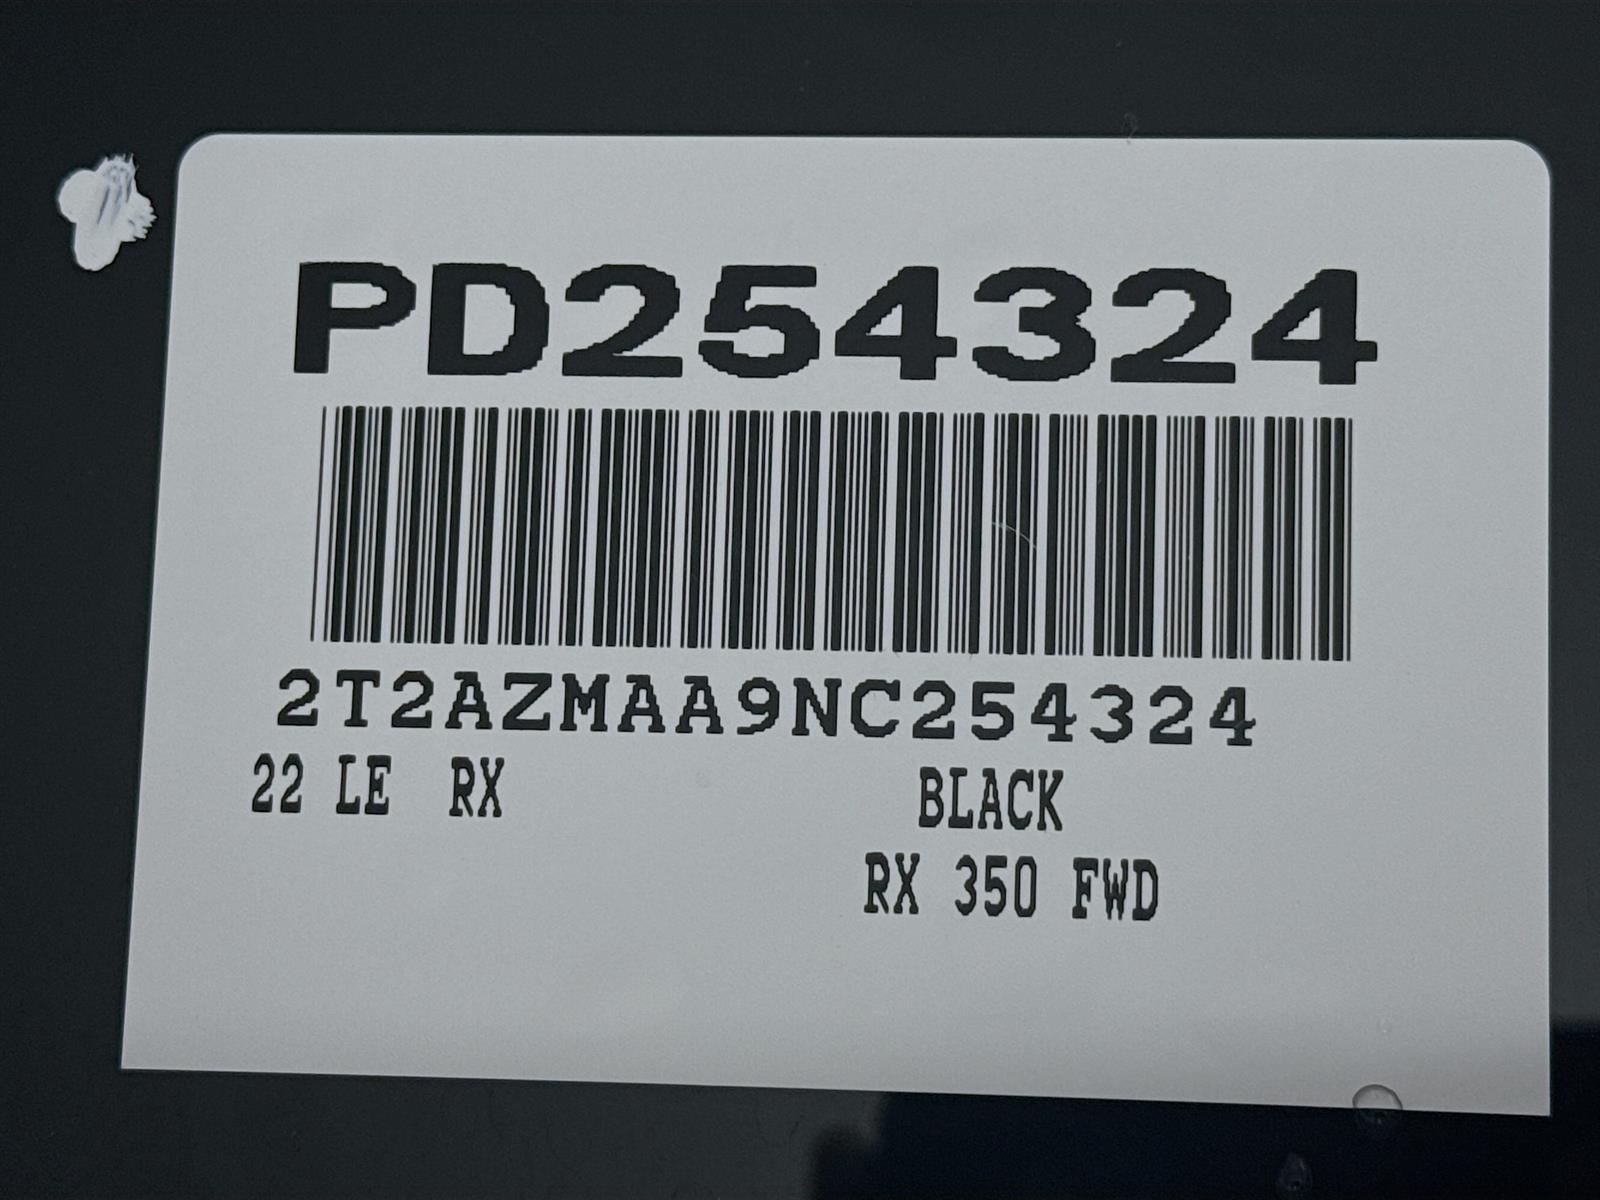 PD254324
2T2AZMAA9NC254324
22 LE RX BLACK
RX 350 FWD